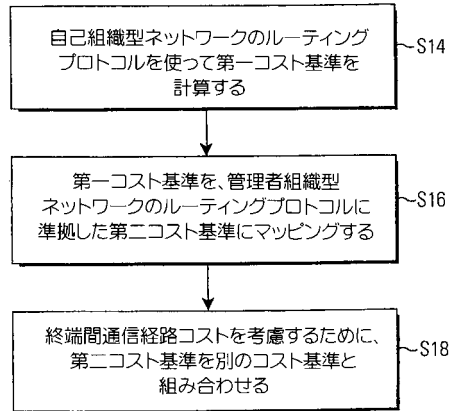 自己組織型ネットワークのルーティング
プロトコルを使って第一コスト基準を
計算する
S14
第一コスト基準を、管理者組織型
ネットワークのルーティングプロトコルに
準拠した第二コスト基準にマッピングする
S16
終端間通信経路コストを考慮するために、
第二コスト基準を別のコスト基準と
組み合わせる
S18